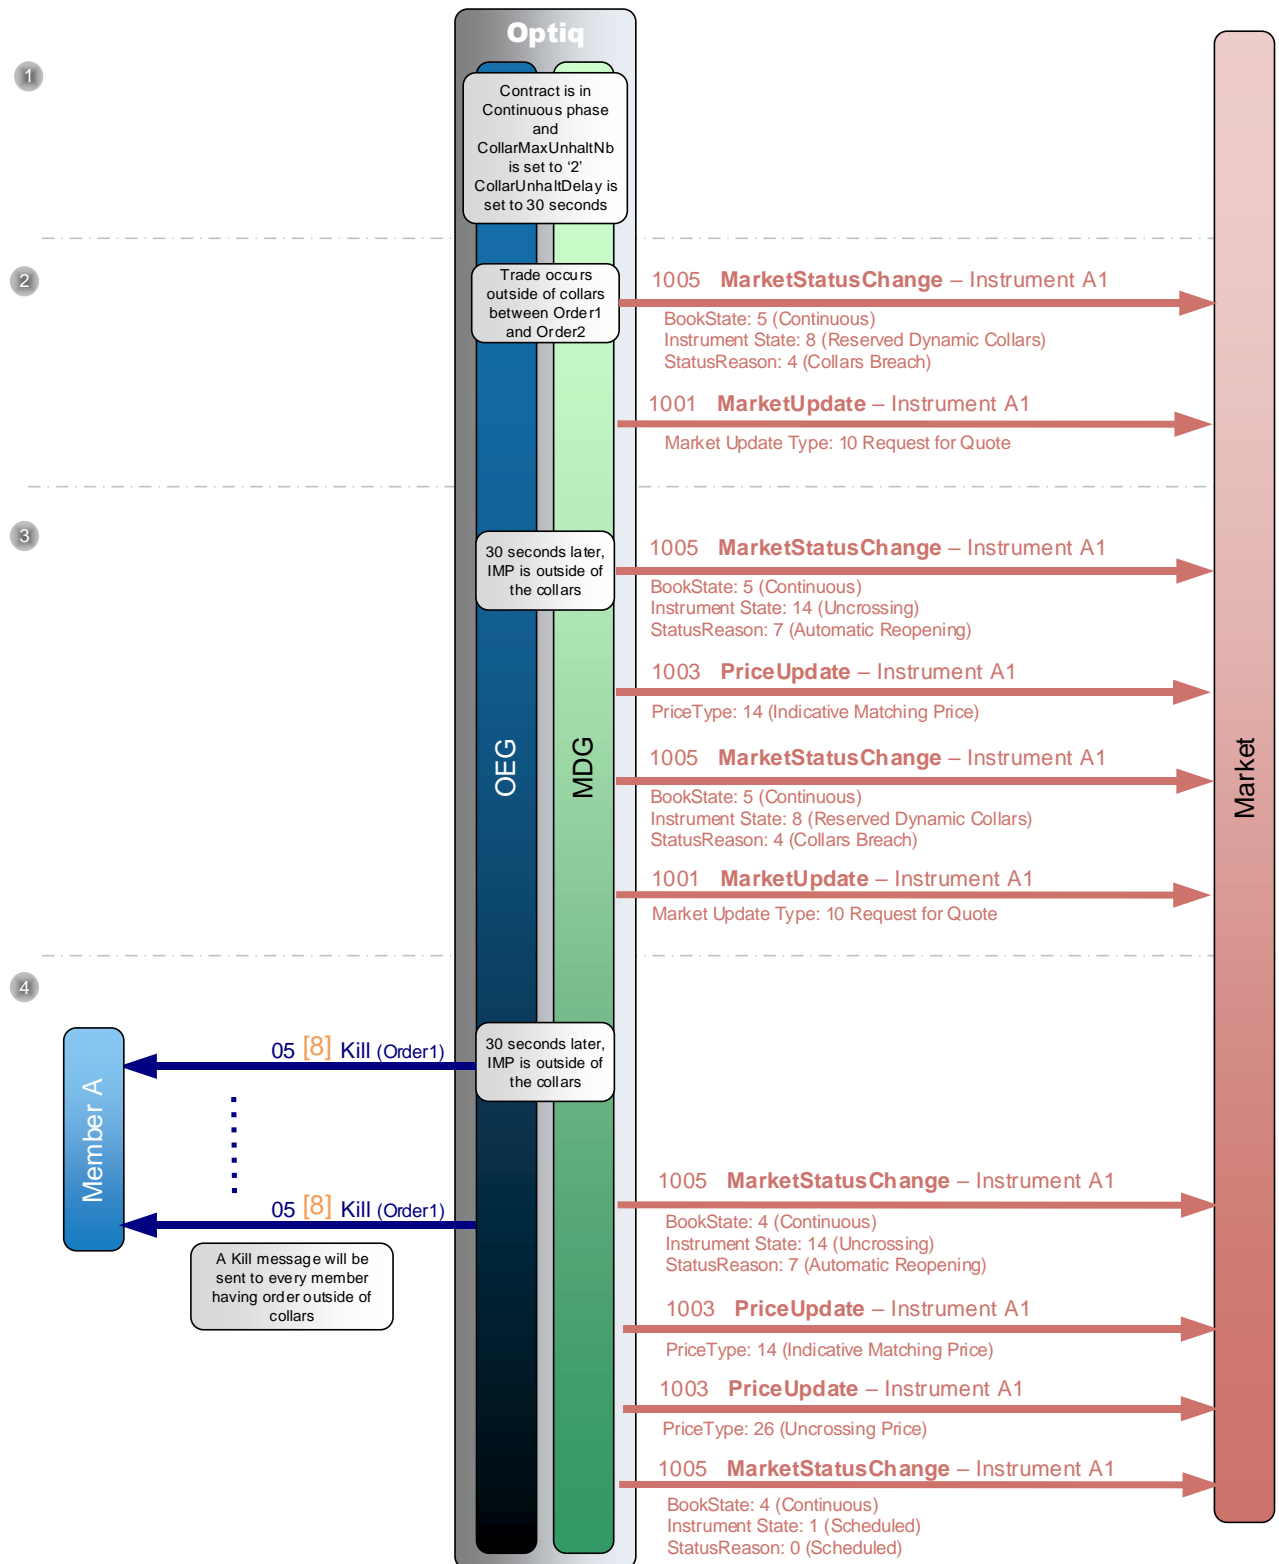 Optiq
1
Contract is in
Continuous phase
and
CollarMaxUnhaltNb
is set to ‘2’
CollarUnhaltDelay is
set to 30 seconds
2
Trade occurs
outside of collars
between Order1
and Order2
1005 MarketStatusChange – Instrument A1
BookState: 5 (Continuous)
Instrument State: 8 (Reserved Dynamic Collars)
StatusReason: 4 (Collars Breach)
1001 MarketUpdate – Instrument A1
Market Update Type: 10 Request for Quote
3
30 seconds later,
IMP is outside of
the collars
1005 MarketStatusChange – Instrument A1
BookState: 5 (Continuous)
Instrument State: 14 (Uncrossing)
StatusReason: 7 (Automatic Reopening)
1003 PriceUpdate – Instrument A1
PriceType: 14 (Indicative Matching Price)
OEG
MDG
Market
1005 MarketStatusChange – Instrument A1
BookState: 5 (Continuous)
Instrument State: 8 (Reserved Dynamic Collars)
StatusReason: 4 (Collars Breach)
1001 MarketUpdate – Instrument A1
Market Update Type: 10 Request for Quote
4
Member A
05 [8] Kill (Order1)
30 seconds later,
IMP is outside of
the collars
05 [8] Kill (Order1)
A Kill message will be
sent to every member
having order outside of
collars
1005 MarketStatusChange – Instrument A1
BookState: 4 (Continuous)
Instrument State: 14 (Uncrossing)
StatusReason: 7 (Automatic Reopening)
1003 PriceUpdate – Instrument A1
PriceType: 14 (Indicative Matching Price)
1003 PriceUpdate – Instrument A1
PriceType: 26 (Uncrossing Price)
1005 MarketStatusChange – Instrument A1
BookState: 4 (Continuous)
Instrument State: 1 (Scheduled)
StatusReason: 0 (Scheduled)